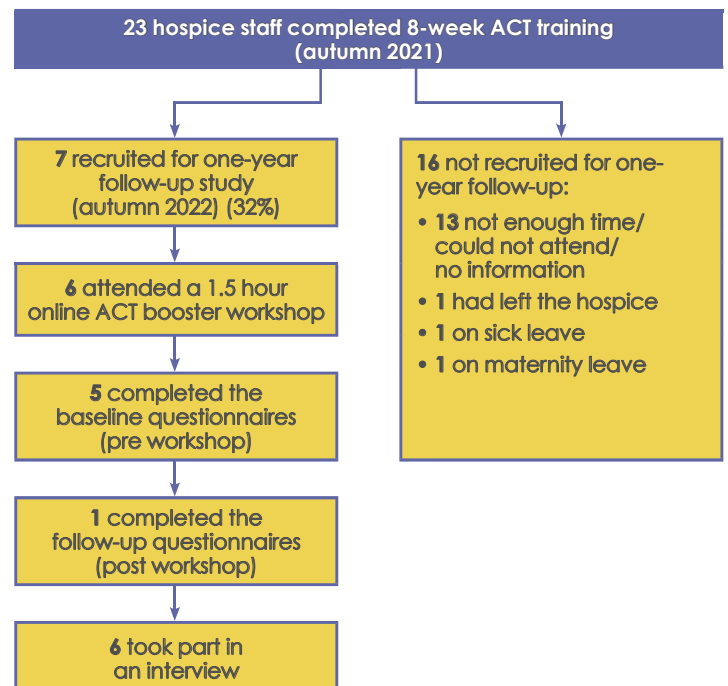 23 hospice staff completed 8-week ACT training
(autumn 2021)
7 recruited for one-year
follow-up study
(autumn 2022) (32%)
6 attended a 1.5 hour
online ACT booster workshop
5 completed the
baseline questionnaires
(pre workshop)
1 completed the
follow-up questionnaires
(post workshop)
6 took part in
an interview
16 not recruited for one-
year follow-up:
• 13 not enough time/
could not attend/
no information
• 1 had left the hospice
• 1 on sick leave
• 1 on maternity leave